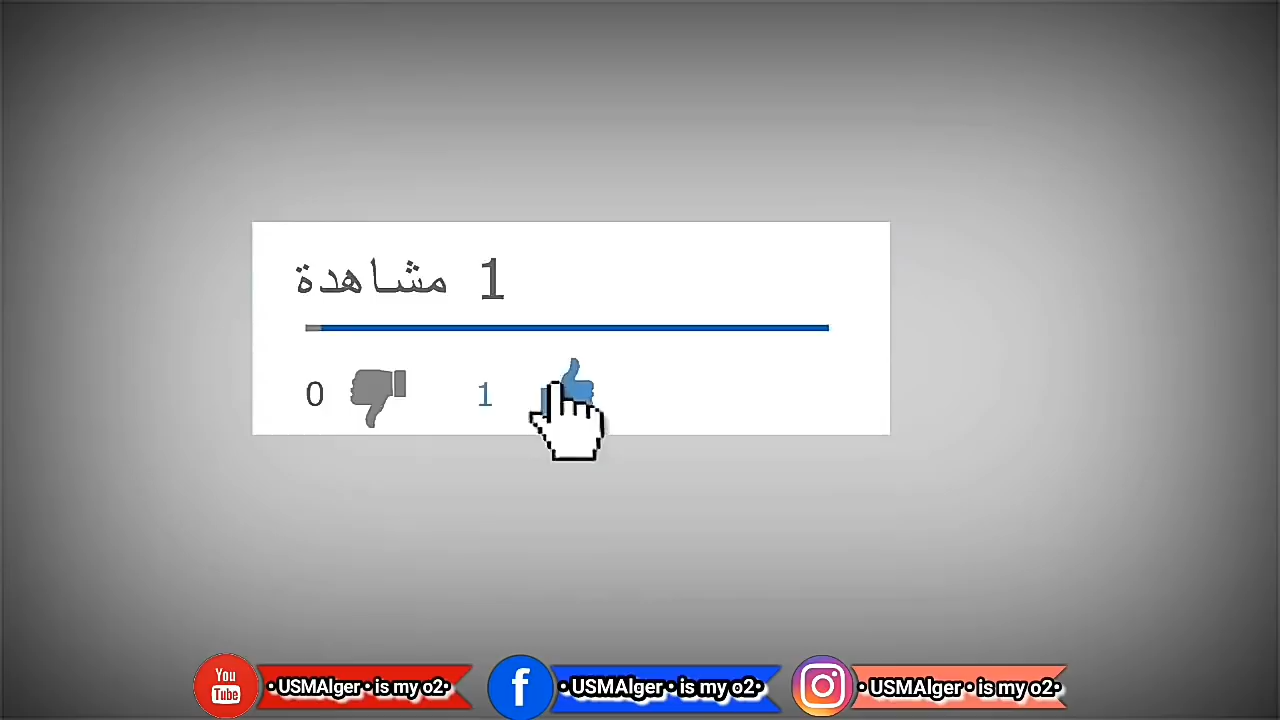 1 مشاهدة
0 1
You
Tube
• USMAlger • is my o2•
• USMAlger • is my o2•
• USMAlger • is my o2•